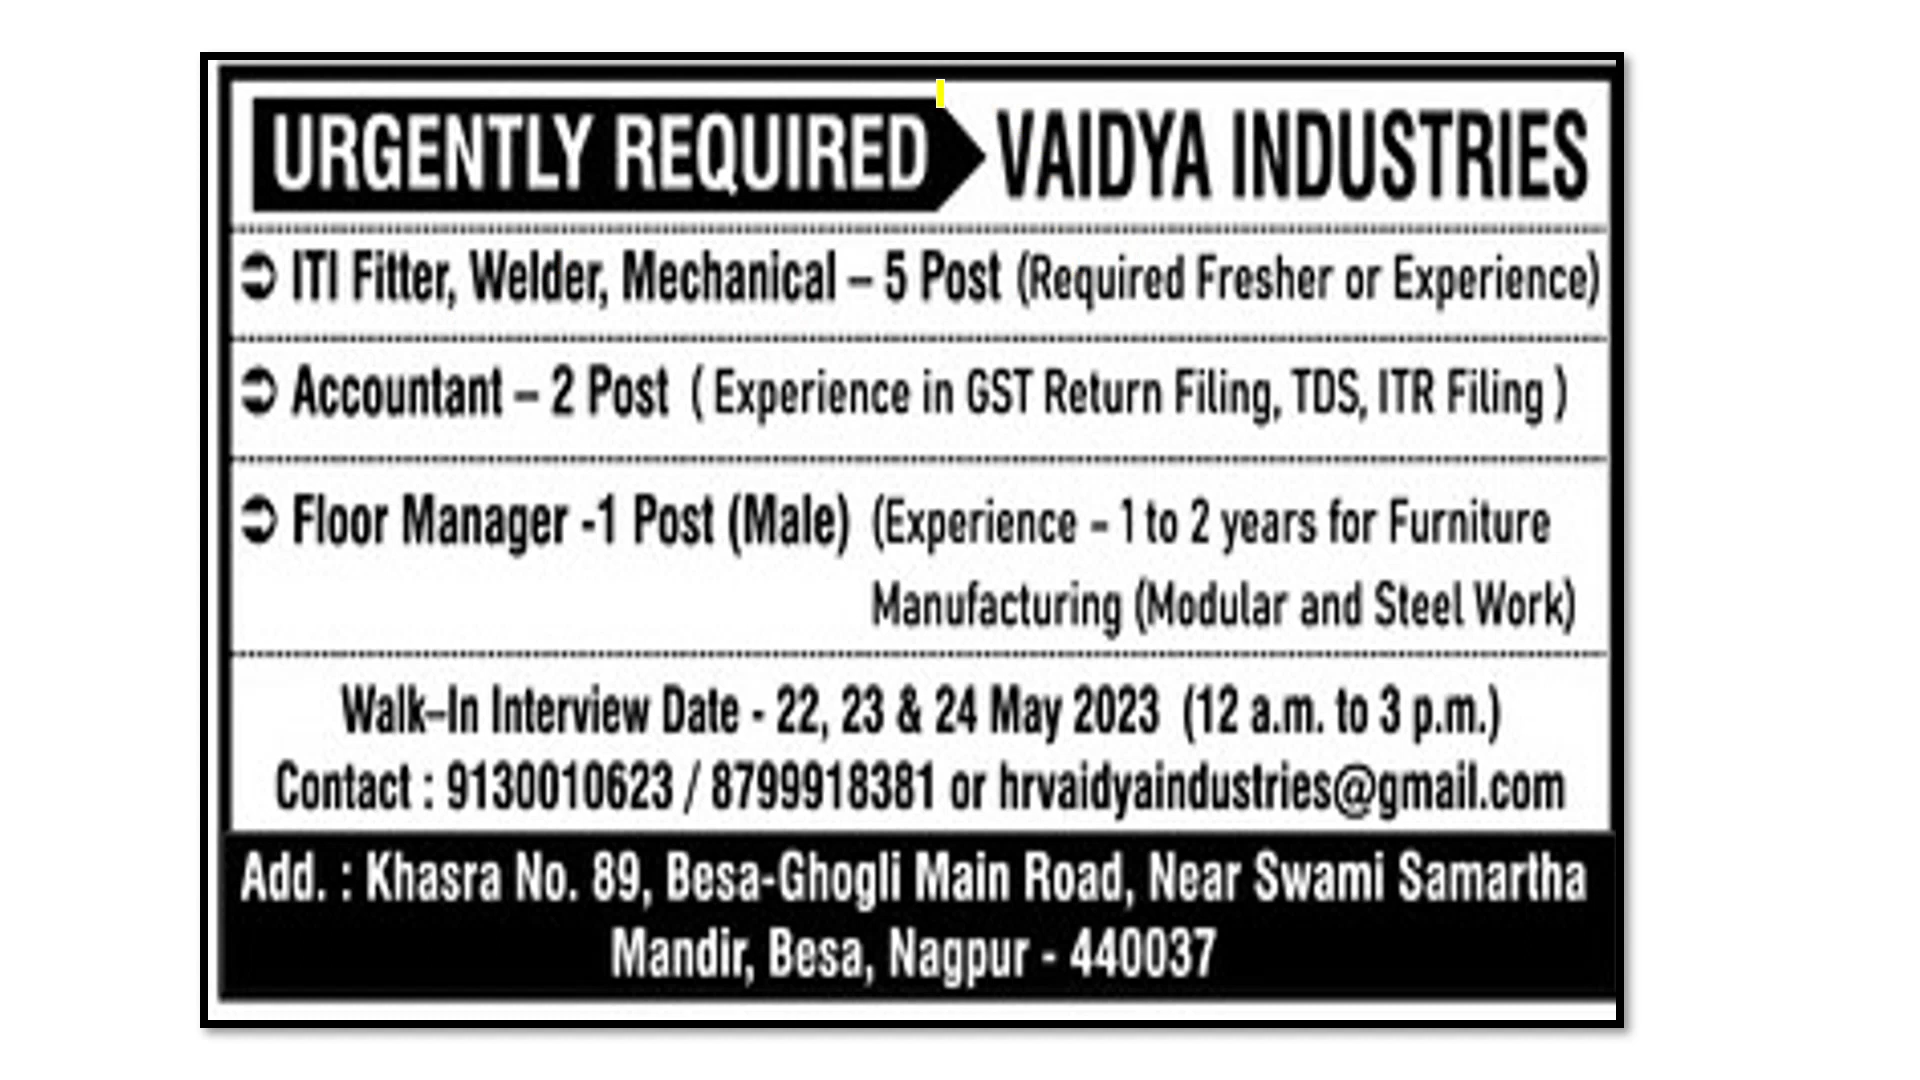 URGENTLY REQUIRED VAIDYA INDUSTRIES
➲ ITI Fitter, Welder, Mechanical – 5 Post (Required Fresher or Experience)
➲ Accountant – 2 Post ( Experience in GST Return Filing, TDS, ITR Filing )
➲ Floor Manager -1 Post (Male) (Experience – 1 to 2 years for Furniture
Manufacturing (Modular and Steel Work)
Walk–In Interview Date - 22, 23 & 24 May 2023 (12 a.m. to 3 p.m.)
Contact : 9130010623 / 8799918381 or hrvaidyaindustries@gmail.com
Add. : Khasra No. 89, Besa-Ghogli Main Road, Near Swami Samartha
Mandir, Besa, Nagpur - 440037